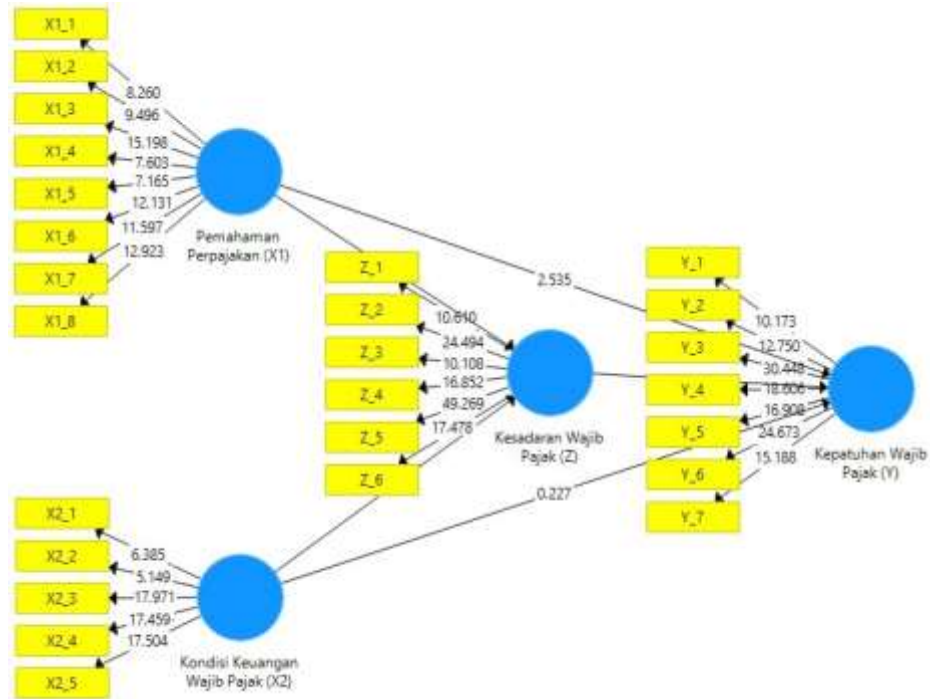 X1_1
X1_2
X1_3
X1_4
X1_5
X1_6
X1_7
X1_8
8.260
9.496
15.198
7.603
7.165
12.131
11.597
12.923
Pemahaman
Perpajakan (X1)
Z_1
Z_2
Z_3
Z_4
Z_5
Z_6
10.610
24.494
10.108
16.852
49.269
17.478
Kesadaran Wajib
Pajak (Z)
2.535
0.227
Y_1
Y_2
Y_3
Y_4
Y_5
Y_6
Y_7
10.173
12.750
30.448
18.606
16.908
24.673
15.188
Kepatuhan Wajib
Pajak (Y)
X2_1
X2_2
X2_3
X2_4
X2_5
6.385
5.149
17.971
17.459
17.504
Kondisi Keuangan
Wajib Pajak (X2)